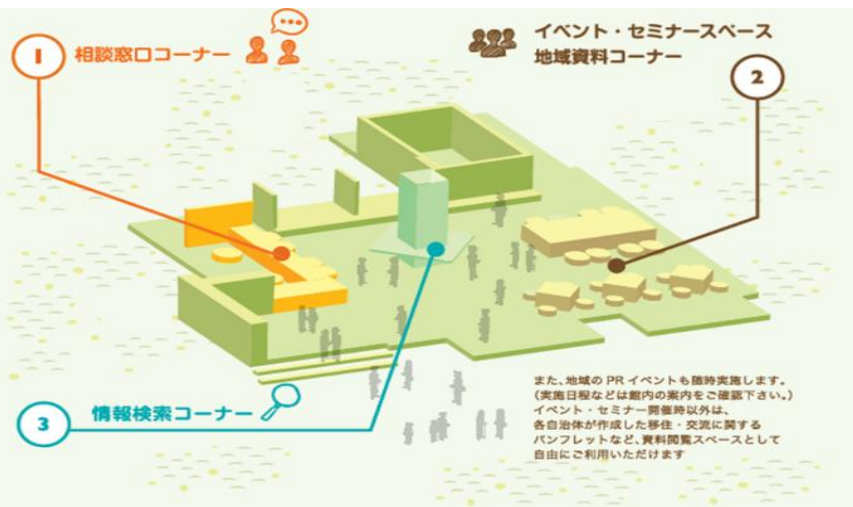 1
相談窓口コーナー
イベント・セミナースペース
地域資料コーナー
2
3
情報検索コーナー
また、地域のPRイベントも随時実施します。
(実施日程などは館内の案内をご確認下さい。)
イベント・セミナー開催時以外は、
各自治体が作成した移住・交流に関する
パンフレットなど、資料閲覧スペースとして
自由にご利用いただけます